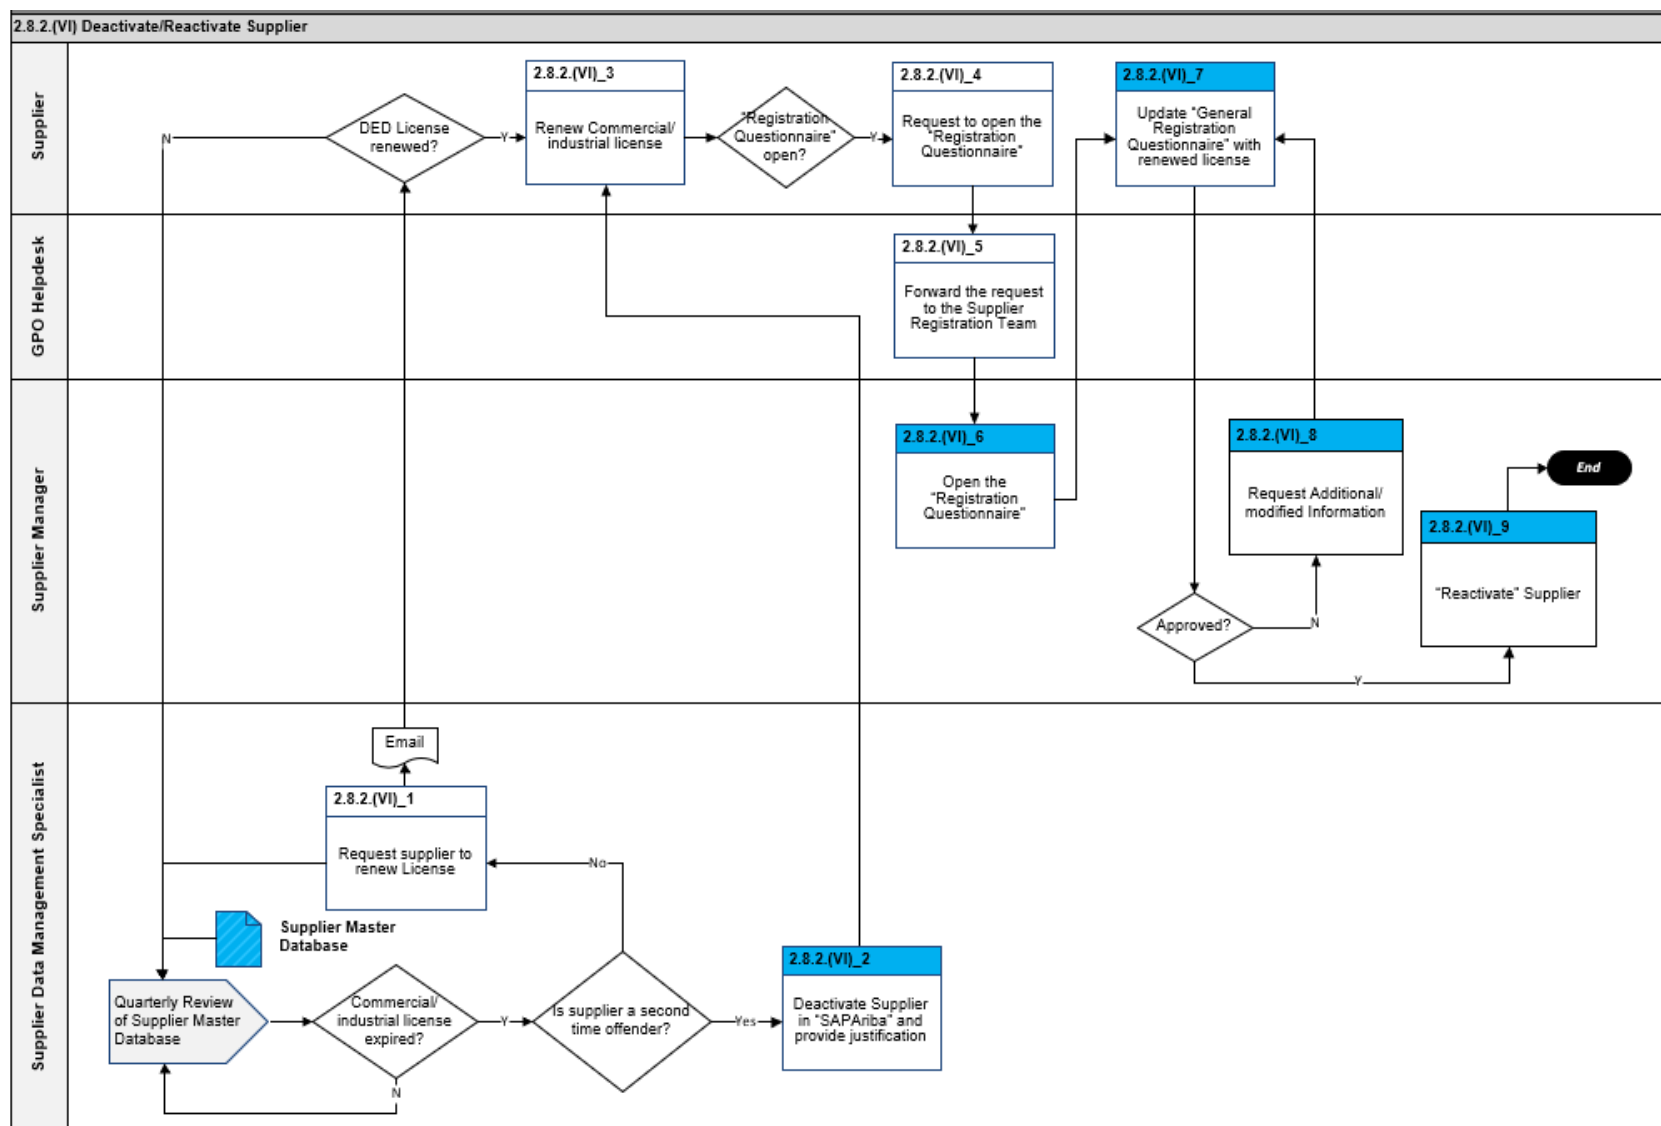 2.8.2.(VI) Deactivate/Reactivate Supplier
Supplier
DED License
renewed?
N
Y
2.8.2.(VI)_3
Renew Commercial/
industrial license
"Registration
Questionnaire"
open?
Y
2.8.2.(VI)_4
Request to open the
"Registration
Questionnaire"
2.8.2.(VI)_7
Update "General
Registration
Questionnaire" with
renewed license
GPO Helpdesk
2.8.2.(VI)_5
Forward the request
to the Supplier
Registration Team
Supplier Manager
2.8.2.(VI)_6
Open the
"Registration
Questionnaire"
2.8.2.(VI)_8
Request Additional/
modified Information
End
2.8.2.(VI)_9
"Reactivate" Supplier
Approved?
N
Y
Supplier Data Management Specialist
Email
2.8.2.(VI)_1
Request supplier to
renew License
No
Supplier Master
Database
Quarterly Review
of Supplier Master
Database
Commercial/
industrial license
expired?
Y
N
Is supplier a second
time offender?
Yes
2.8.2.(VI)_2
Deactivate Supplier
in "SAPAriba" and
provide justification